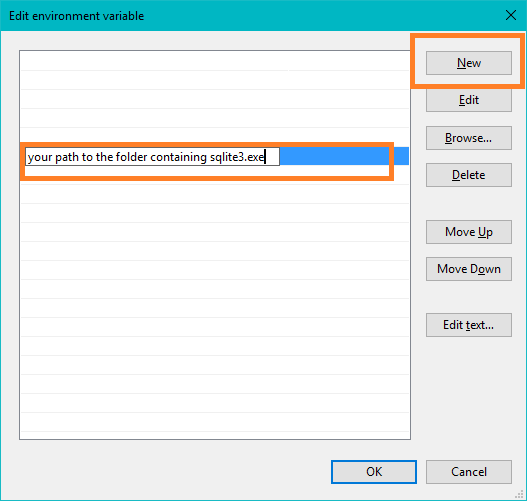 Edit environment variable
New
Edit
your path to the folder containing sqlite3.exe
Browse...
Delete
Move Up
Move Down
Edit text...
OK
Cancel